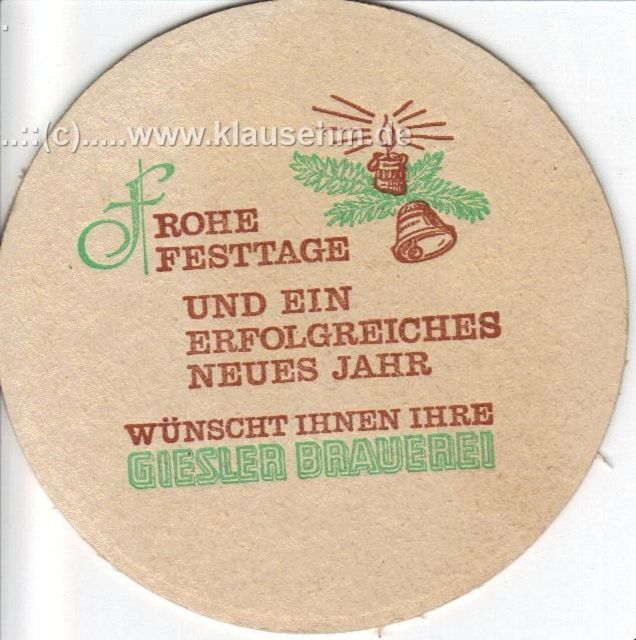 ..::(c).....www.klausehm.de
FROHE
FESTTAGE
UND EIN
ERFOLGREICHES
NEUES JAHR
WÜNSCHT IHNEN IHRE
GIESLER BRAUEREI